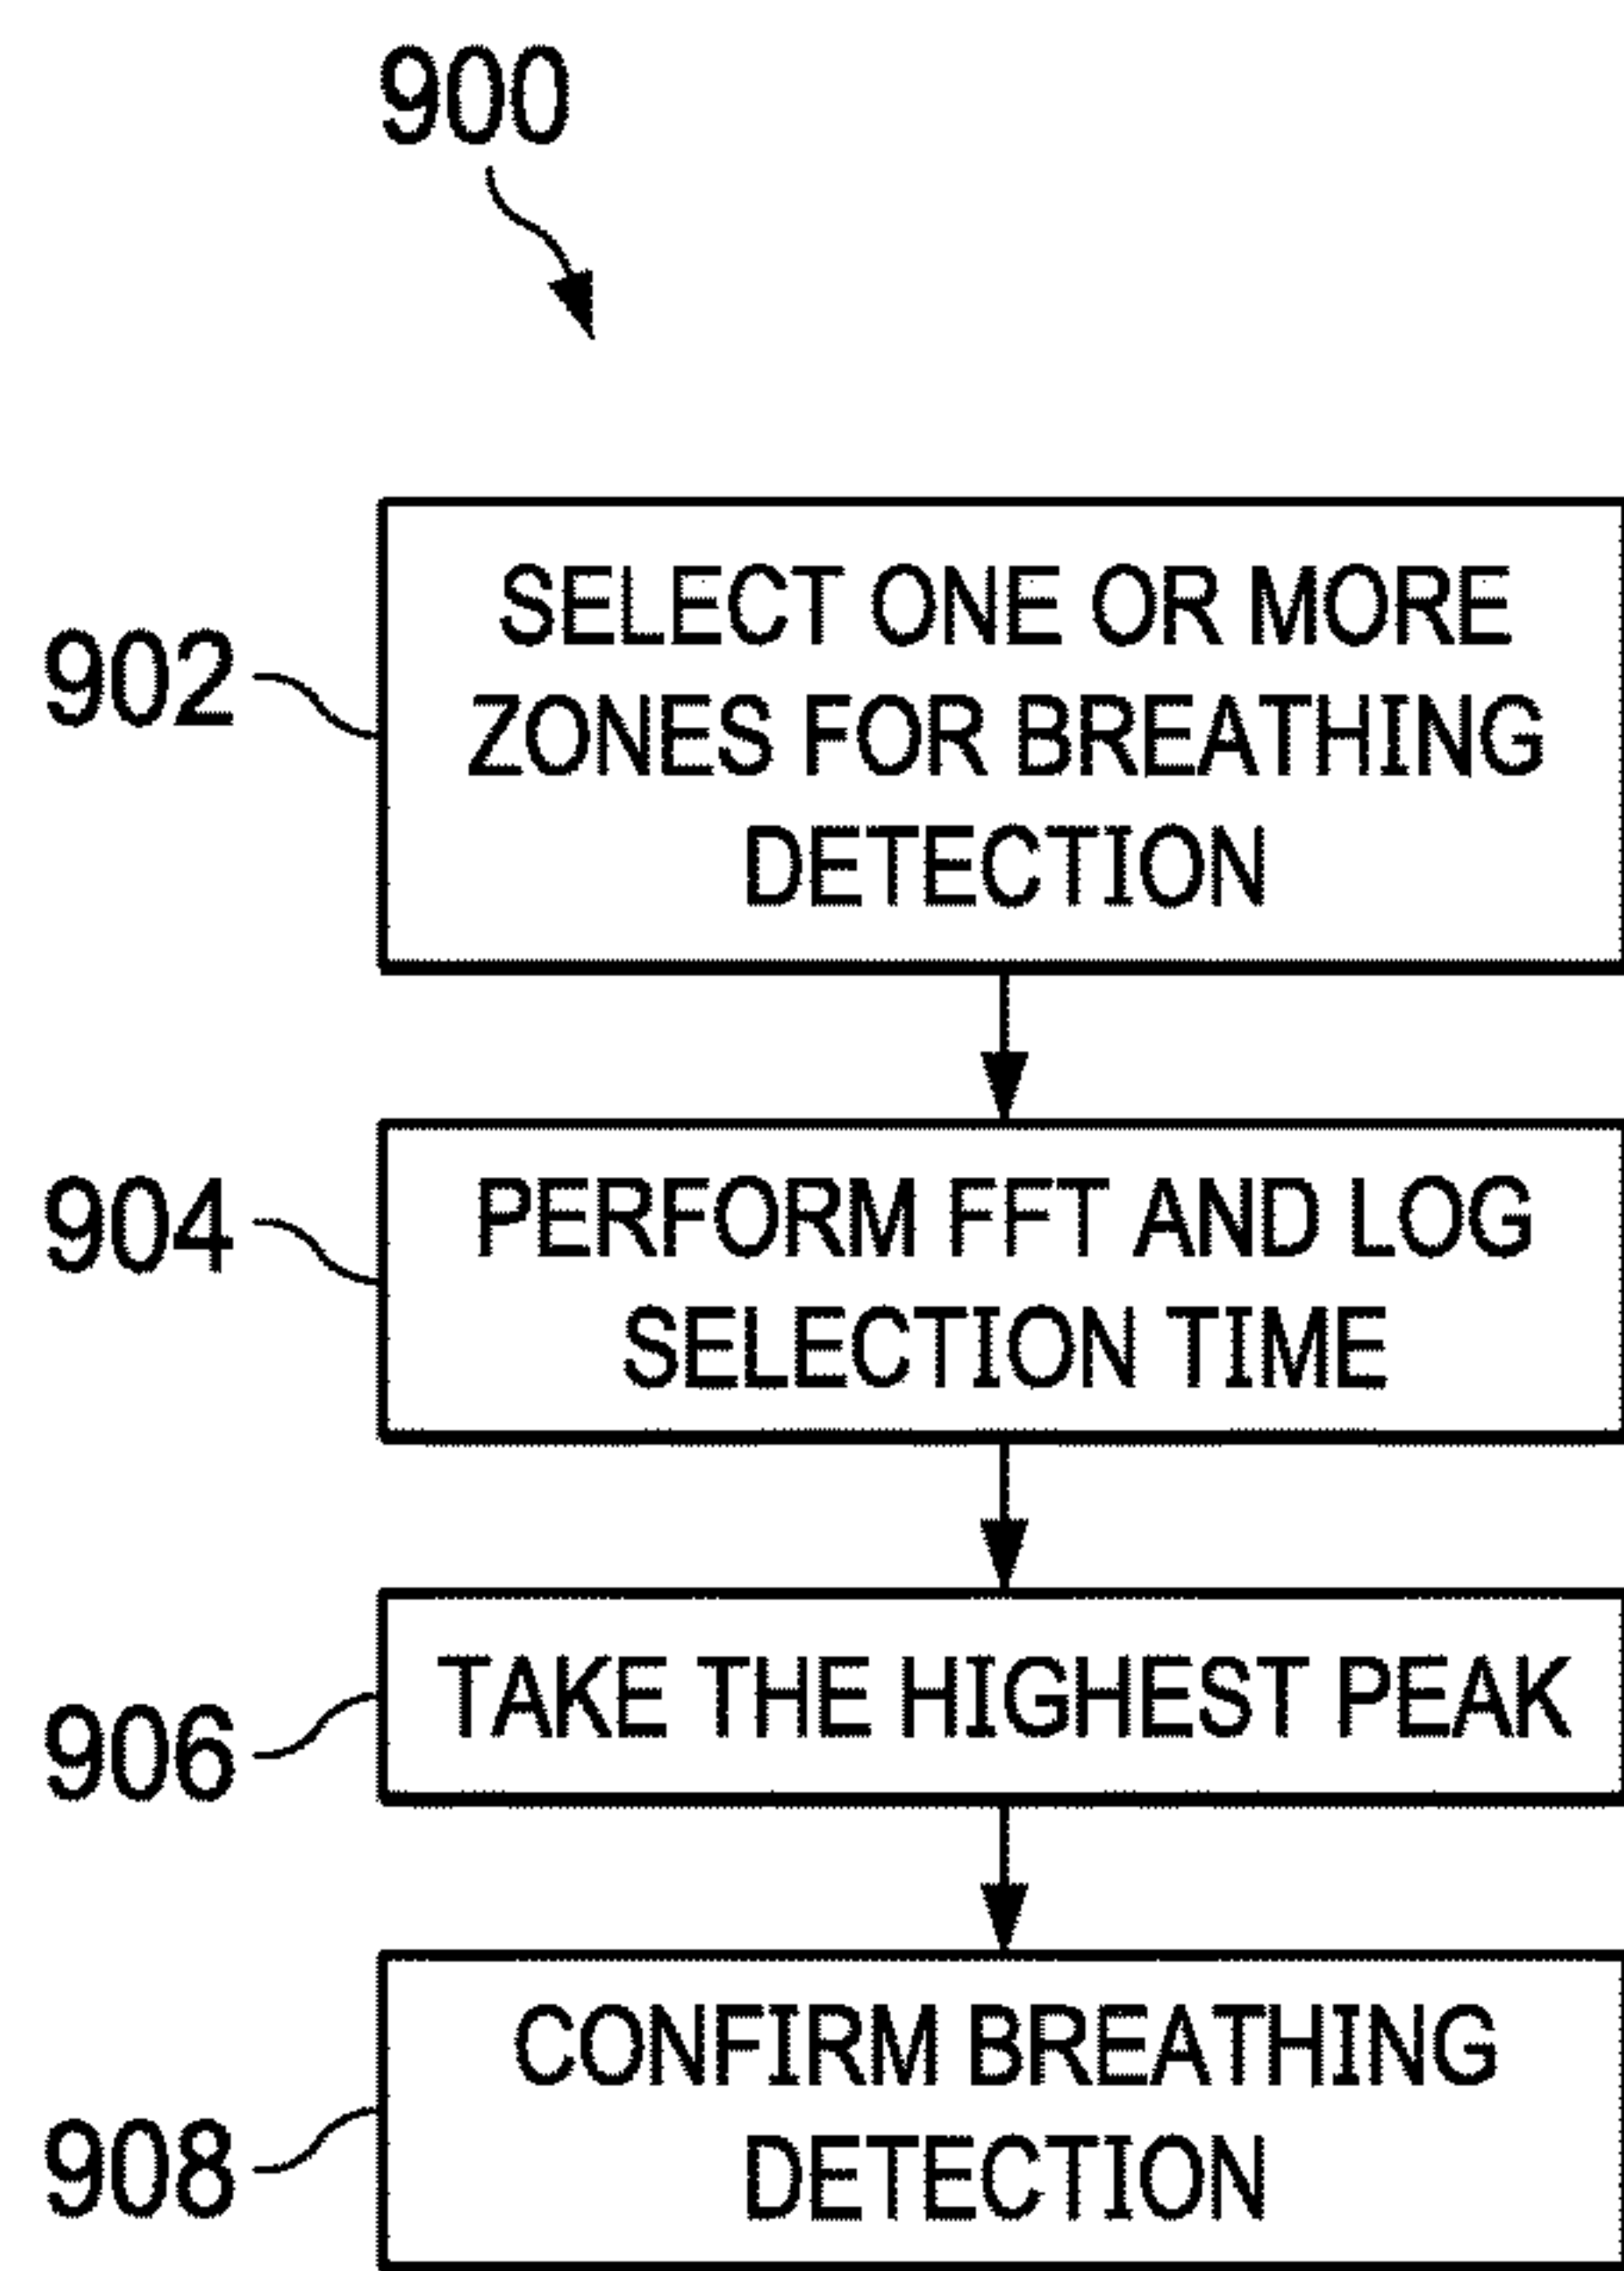 900
902
SELECT ONE OR MORE
ZONES FOR BREATHING
DETECTION
904
PERFORM FFT AND LOG
SELECTION TIME
906
TAKE THE HIGHEST PEAK
908
CONFIRM BREATHING
DETECTION